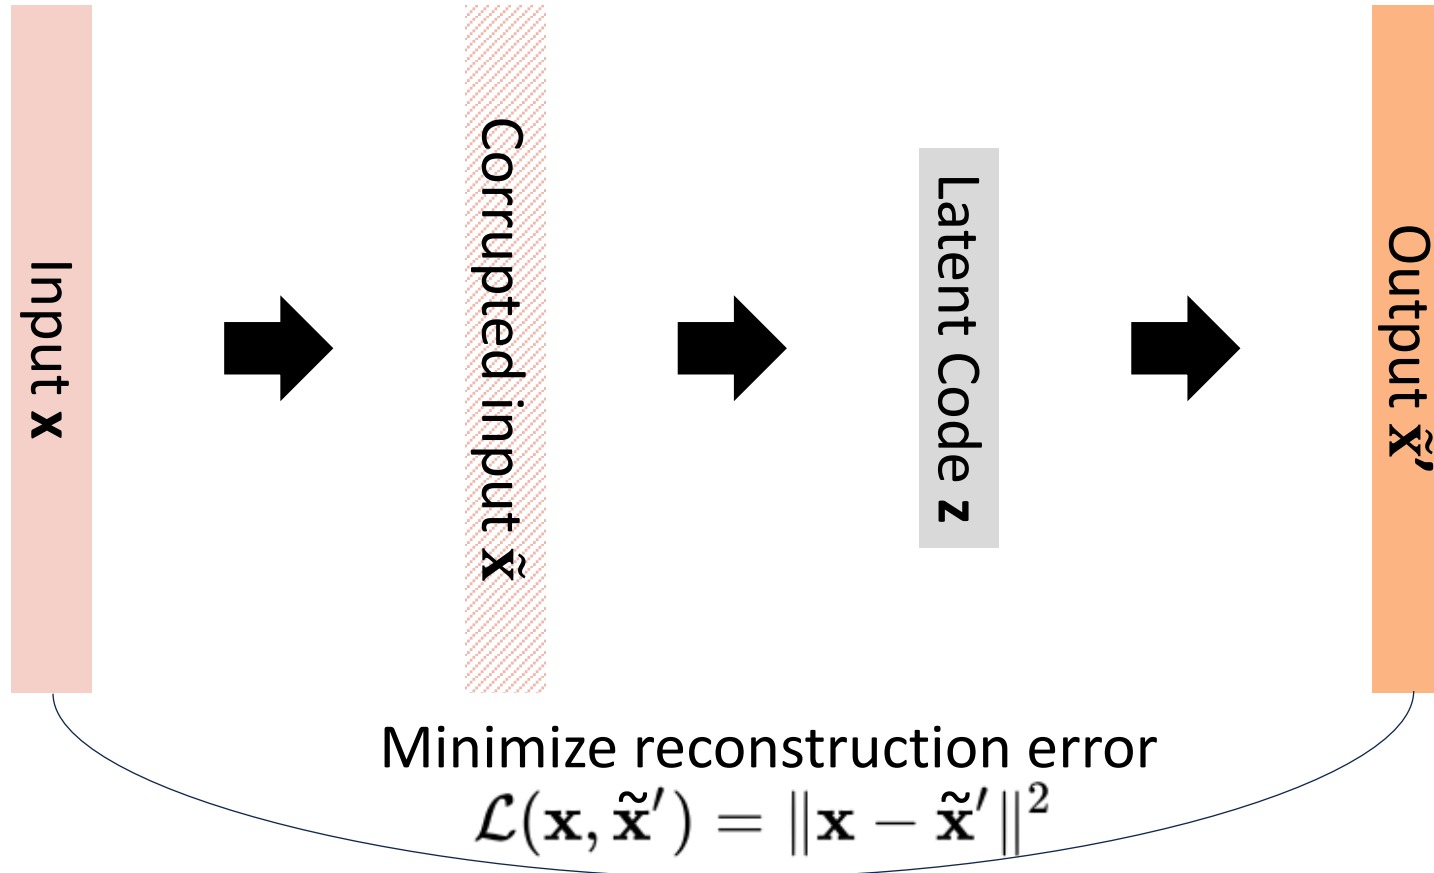 Input x
Corrupted input x̃
Latent Code z
Output x̃′
Minimize reconstruction error
ℒ(x, x̃′) = ‖x − x̃′‖²